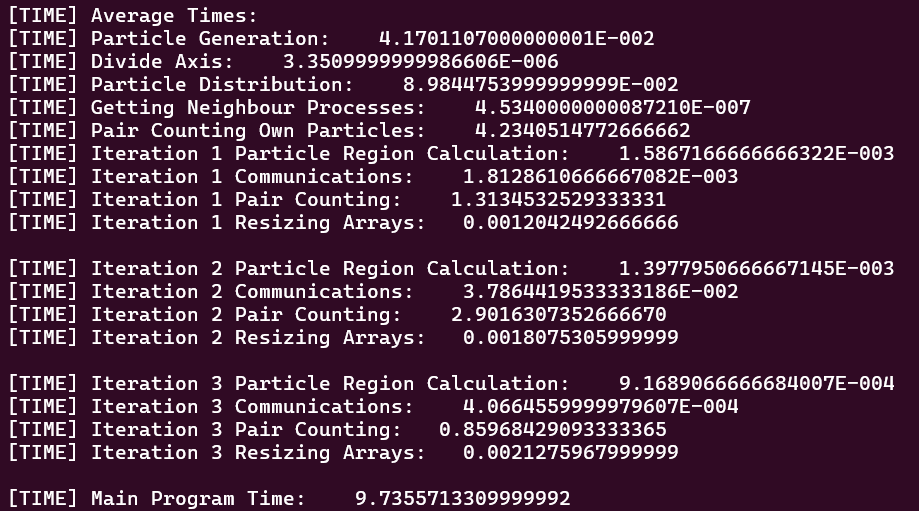 [TIME] Average Times:
[TIME] Particle Generation:    4.1701107000000001E-002
[TIME] Divide Axis:    3.3509999999986606E-006
[TIME] Particle Distribution:    8.9844753999999999E-002
[TIME] Getting Neighbour Processes:    4.5340000000087210E-007
[TIME] Pair Counting Own Particles:    4.2340514772666662
[TIME] Iteration 1 Particle Region Calculation:    1.5867166666666322E-003
[TIME] Iteration 1 Communications:    1.8128610666667082E-003
[TIME] Iteration 1 Pair Counting:    1.3134532529333331
[TIME] Iteration 1 Resizing Arrays:   0.0012042492666666
[TIME] Iteration 2 Particle Region Calculation:    1.3977950666667145E-003
[TIME] Iteration 2 Communications:    3.7864419533333186E-002
[TIME] Iteration 2 Pair Counting:    2.9016307352666670
[TIME] Iteration 2 Resizing Arrays:   0.0018075305999999
[TIME] Iteration 3 Particle Region Calculation:    9.1689066666684007E-004
[TIME] Iteration 3 Communications:    4.0664559999979607E-004
[TIME] Iteration 3 Pair Counting:   0.85968429093333365
[TIME] Iteration 3 Resizing Arrays:   0.0021275967999999
[TIME] Main Program Time:    9.7355713309999992